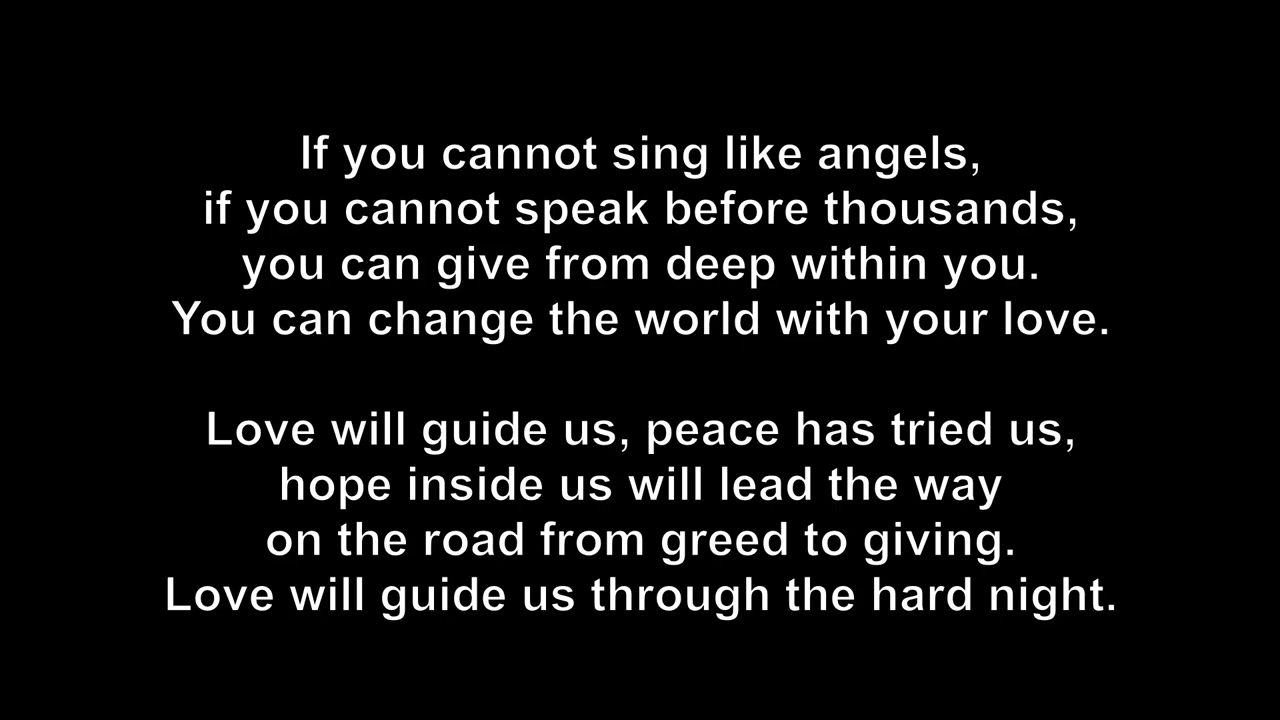 If you cannot sing like angels,
if you cannot speak before thousands,
you can give from deep within you.
You can change the world with your love.
Love will guide us, peace has tried us,
hope inside us will lead the way
on the road from greed to giving.
Love will guide us through the hard night.